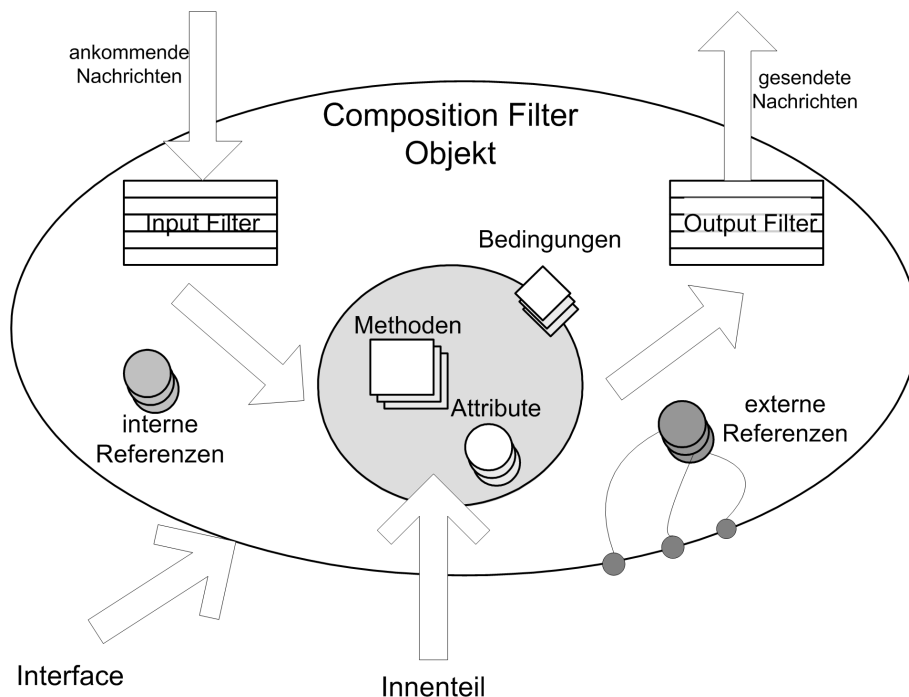 ankommende
Nachrichten
gesendete
Nachrichten
Composition Filter
Objekt
Input Filter
Output Filter
Bedingungen
Methoden
Attribute
interne
Referenzen
externe
Referenzen
Interface
Innenteil